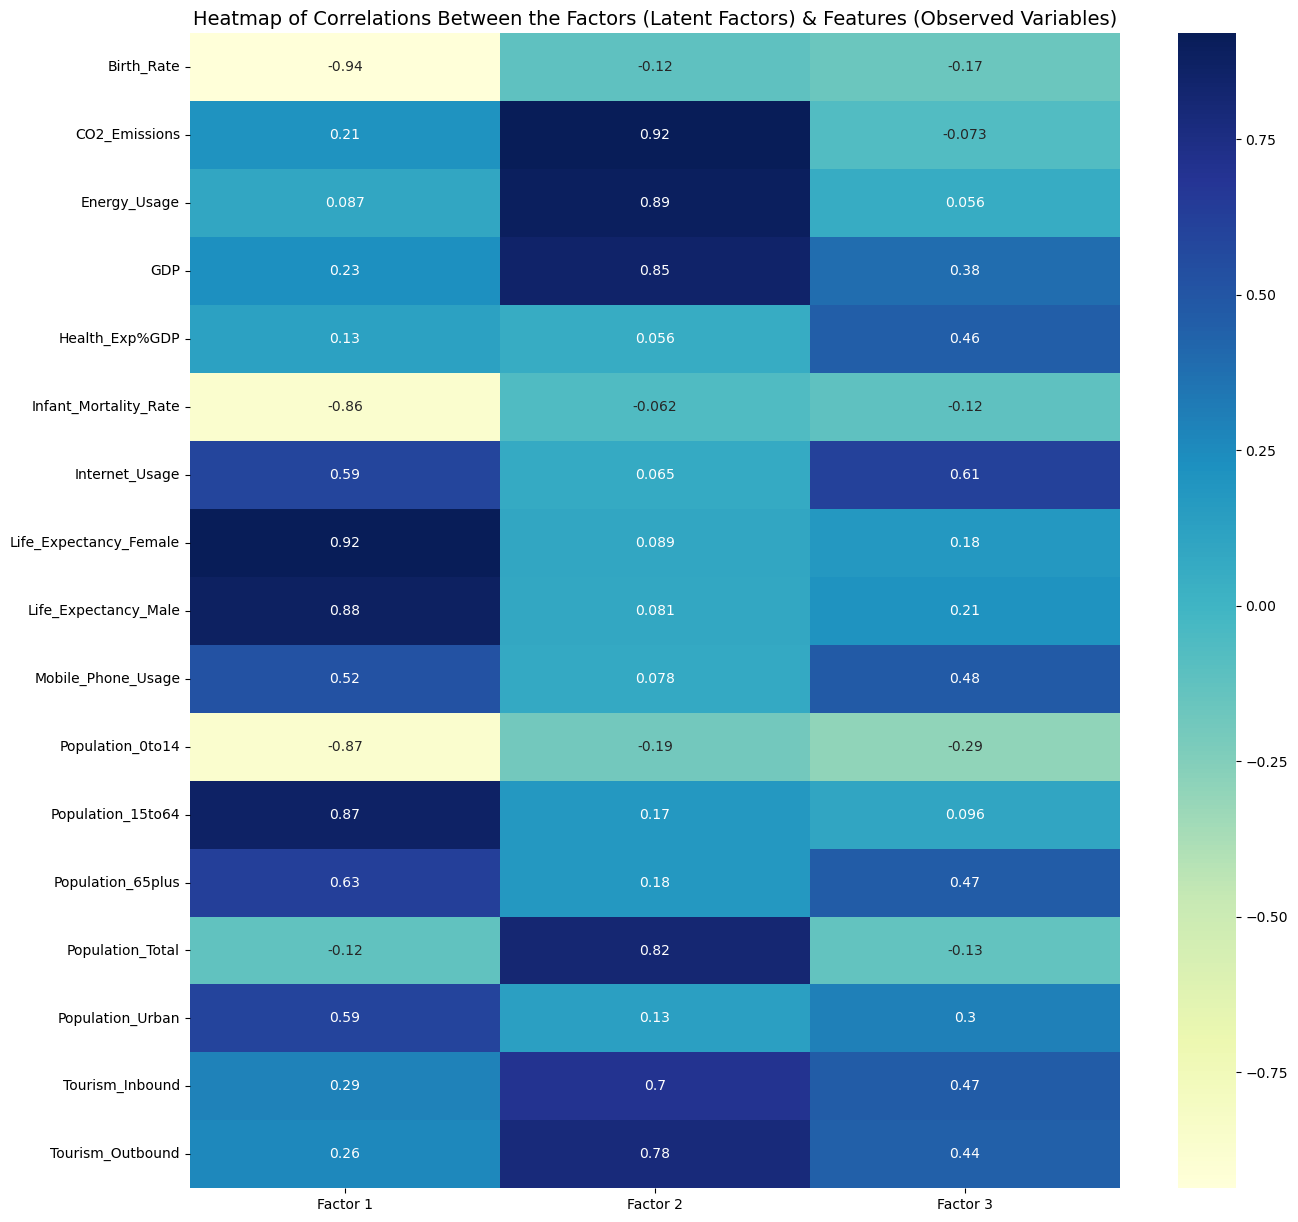 Heatmap of Correlations Between the Factors (Latent Factors) & Features (Observed Variables)
Birth_Rate -0.94 -0.12 -0.17
CO2_Emissions 0.21 0.92 -0.073
Energy_Usage 0.087 0.89 0.056
GDP 0.23 0.85 0.38
Health_Exp%GDP 0.13 0.056 0.46
Infant_Mortality_Rate -0.86 -0.062 -0.12
Internet_Usage 0.59 0.065 0.61
Life_Expectancy_Female 0.92 0.089 0.18
Life_Expectancy_Male 0.88 0.081 0.21
Mobile_Phone_Usage 0.52 0.078 0.48
Population_0to14 -0.87 -0.19 -0.29
Population_15to64 0.87 0.17 0.096
Population_65plus 0.63 0.18 0.47
Population_Total -0.12 0.82 -0.13
Population_Urban 0.59 0.13 0.3
Tourism_Inbound 0.29 0.7 0.47
Tourism_Outbound 0.26 0.78 0.44
Factor 1 Factor 2 Factor 3
0.75
0.50
0.25
0.00
−0.25
−0.50
−0.75